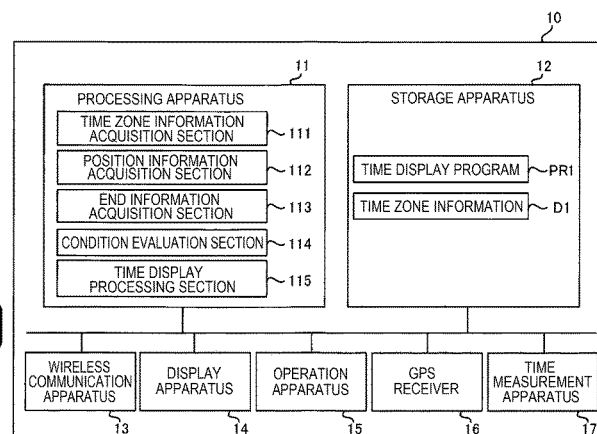 10
11
PROCESSING APPARATUS
TIME ZONE INFORMATION
ACQUISITION SECTION
111
POSITION INFORMATION
ACQUISITION SECTION
112
END INFORMATION
ACQUISITION SECTION
113
CONDITION EVALUATION SECTION
114
TIME DISPLAY
PROCESSING SECTION
115
12
STORAGE APPARATUS
TIME DISPLAY PROGRAM
PR1
TIME ZONE INFORMATION
D1
WIRELESS
COMMUNICATION
APPARATUS
13
DISPLAY
APPARATUS
14
OPERATION
APPARATUS
15
GPS
RECEIVER
16
TIME
MEASUREMENT
APPARATUS
17